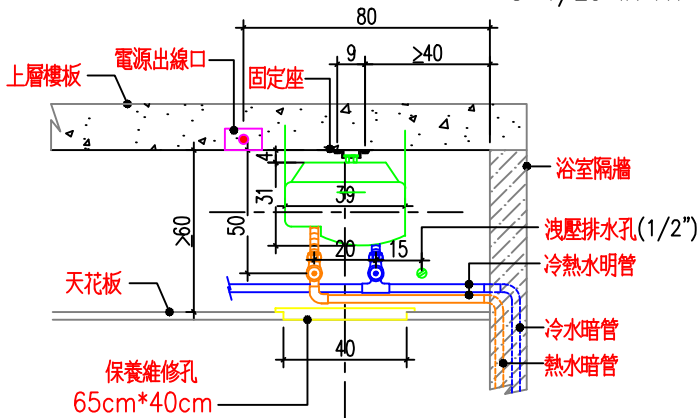 80
電源出線口
固定座
9
≥40
上層樓板
4
浴室隔牆
31
39
≥60
50
洩壓排水孔(1/2")
20
15
冷熱水明管
天花板
冷水暗管
40
熱水暗管
保養維修孔
65cm*40cm